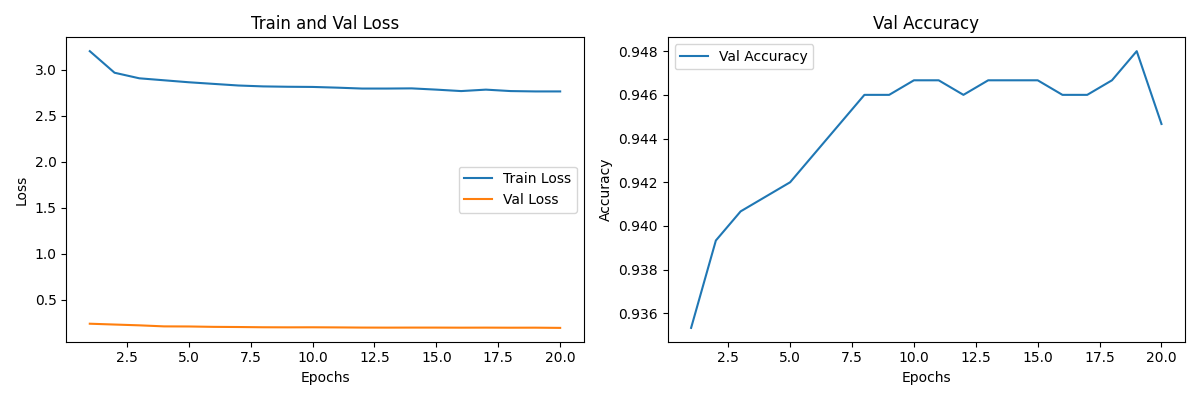 Train and Val Loss
Loss
3.0
2.5
2.0
1.5
1.0
0.5
Train Loss
Val Loss
2.5 5.0 7.5 10.0 12.5 15.0 17.5 20.0
Epochs
Val Accuracy
Accuracy
0.948
0.946
0.944
0.942
0.940
0.938
0.936
Val Accuracy
2.5 5.0 7.5 10.0 12.5 15.0 17.5 20.0
Epochs